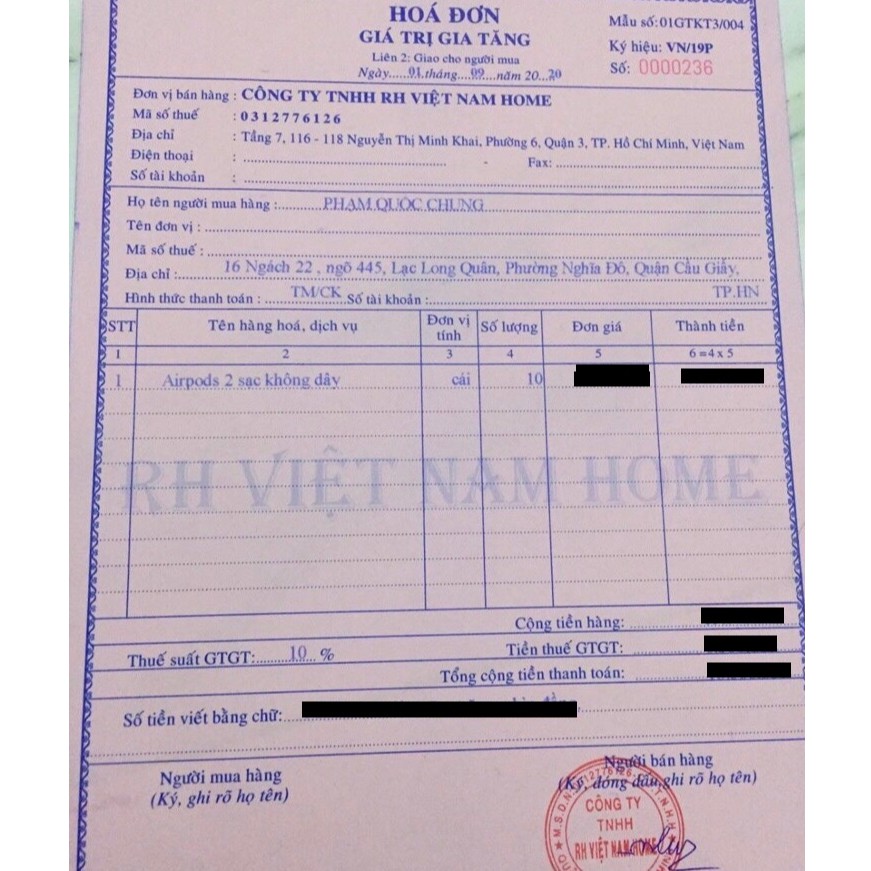 HOÁ ĐƠN
GIÁ TRỊ GIA TĂNG
Liên 2: Giao cho người mua
Ngày.....01.tháng...09...năm 20...20
Mẫu số:01GTKT3/004
Ký hiệu: VN/19P
Số: 0000236
Đơn vị bán hàng : CÔNG TY TNHH RH VIỆT NAM HOME
Mã số thuế : 0312776126
Địa chỉ : Tầng 7, 116 - 118 Nguyễn Thị Minh Khai, Phường 6, Quận 3, TP. Hồ Chí Minh, Việt Nam
Điện thoại : Fax:
Số tài khoản :
Họ tên người mua hàng : PHẠM QUỐC CHUNG
Tên đơn vị :
Mã số thuế :
Địa chỉ : 16 Ngách 22 , ngõ 445, Lạc Long Quân, Phường Nghĩa Đô, Quận Cầu Giấy,
TP.HN
Hình thức thanh toán : TM/CK Số tài khoản :
STT Tên hàng hoá, dịch vụ Đơn vị tính Số lượng Đơn giá Thành tiền
1 2 3 4 5 6 =4 x 5
1 Airpods 2 sạc không dây cái 10
RH VIỆT NAM HOME
Cộng tiền hàng:
Thuế suất GTGT: 10 % Tiền thuế GTGT:
Tổng cộng tiền thanh toán:
Số tiền viết bằng chữ:
Người mua hàng
(Ký, ghi rõ họ tên)
Người bán hàng
(Ký, đóng dấu,ghi rõ họ tên)
CÔNG TY
TNHH
RH VIỆT NAM HOME